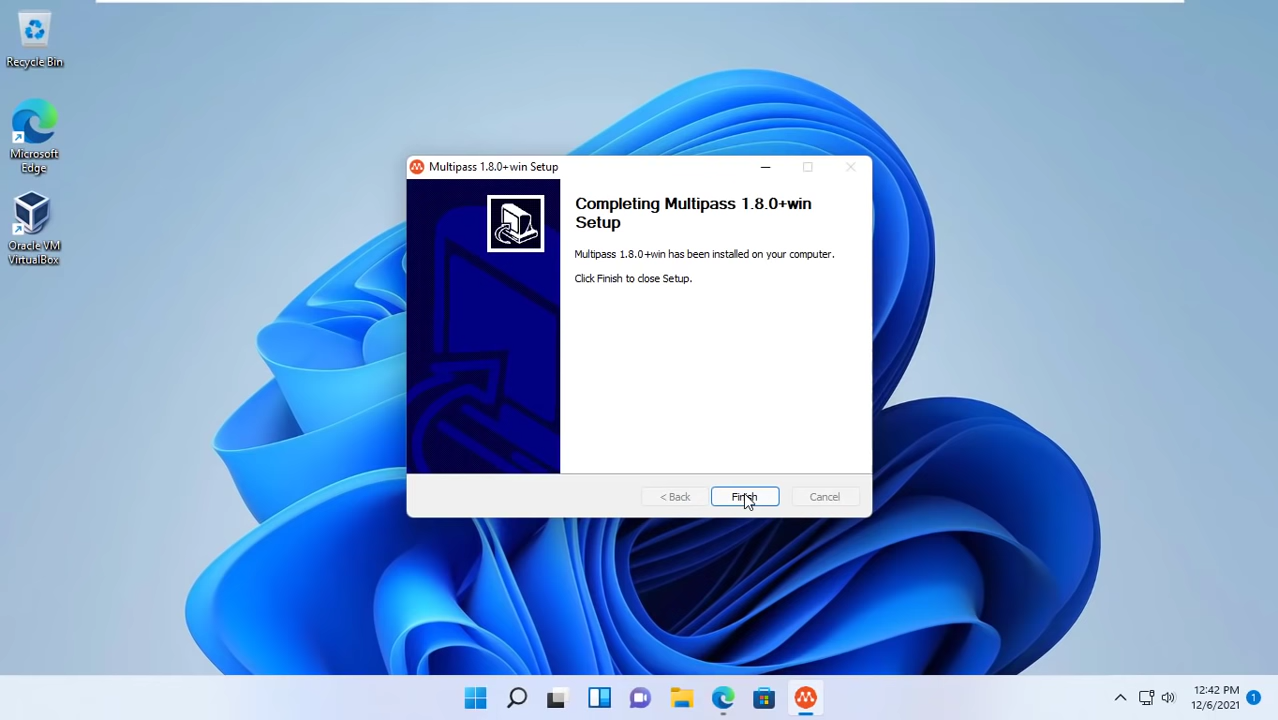 Recycle Bin
Microsoft
Edge
Oracle VM
VirtualBox
Multipass 1.8.0+win Setup
Completing Multipass 1.8.0+win
Setup
Multipass 1.8.0+win has been installed on your computer.
Click Finish to close Setup.
< Back
Finish
Cancel
12:42 PM
12/6/2021
1